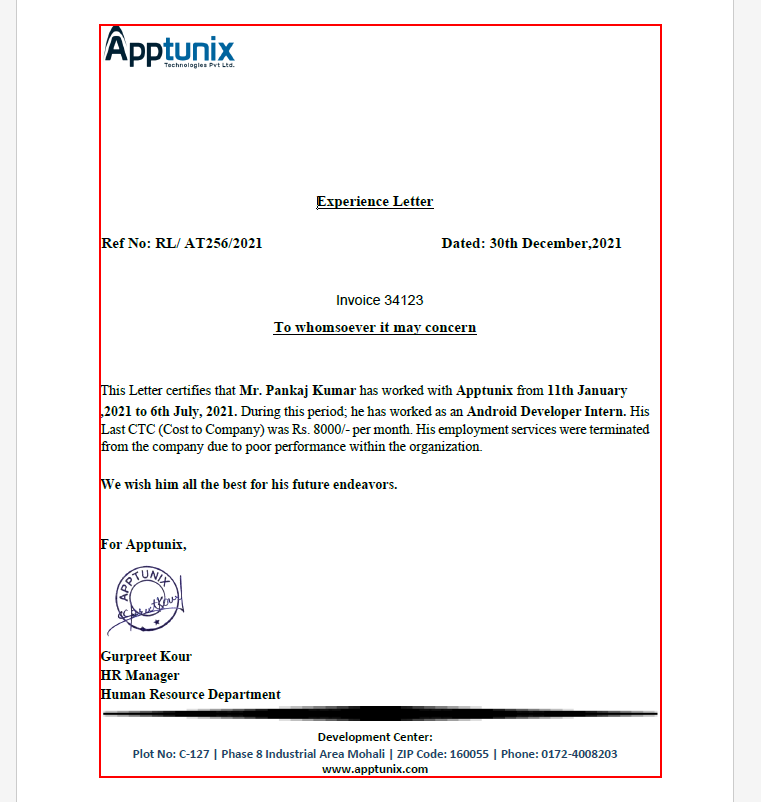 Apptunix
Technologies Pvt Ltd.
Experience Letter
Ref No: RL/ AT256/2021 Dated: 30th December,2021
Invoice 34123
To whomsoever it may concern
This Letter certifies that Mr. Pankaj Kumar has worked with Apptunix from 11th January
,2021 to 6th July, 2021. During this period; he has worked as an Android Developer Intern. His
Last CTC (Cost to Company) was Rs. 8000/- per month. His employment services were terminated
from the company due to poor performance within the organization.
We wish him all the best for his future endeavors.
For Apptunix,
APPTUNIX
Gurpreet Kour
HR Manager
Human Resource Department
Development Center:
Plot No: C-127 | Phase 8 Industrial Area Mohali | ZIP Code: 160055 | Phone: 0172-4008203
www.apptunix.com